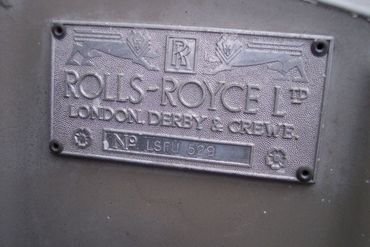 RR
ROLLS-ROYCE LTD
LONDON, DERBY & CREWE.
No LSFU 529